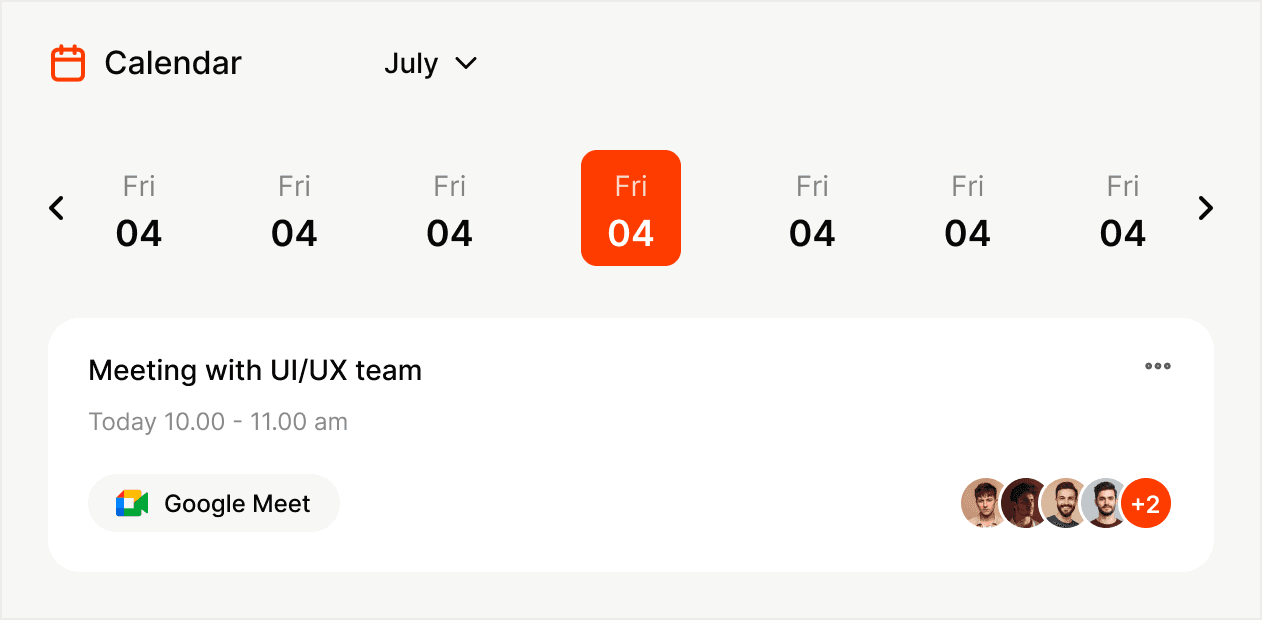 Calendar
July
Fri Fri Fri Fri Fri Fri Fri
04 04 04 04 04 04 04
Meeting with UI/UX team
Today 10.00 - 11.00 am
Google Meet
+2